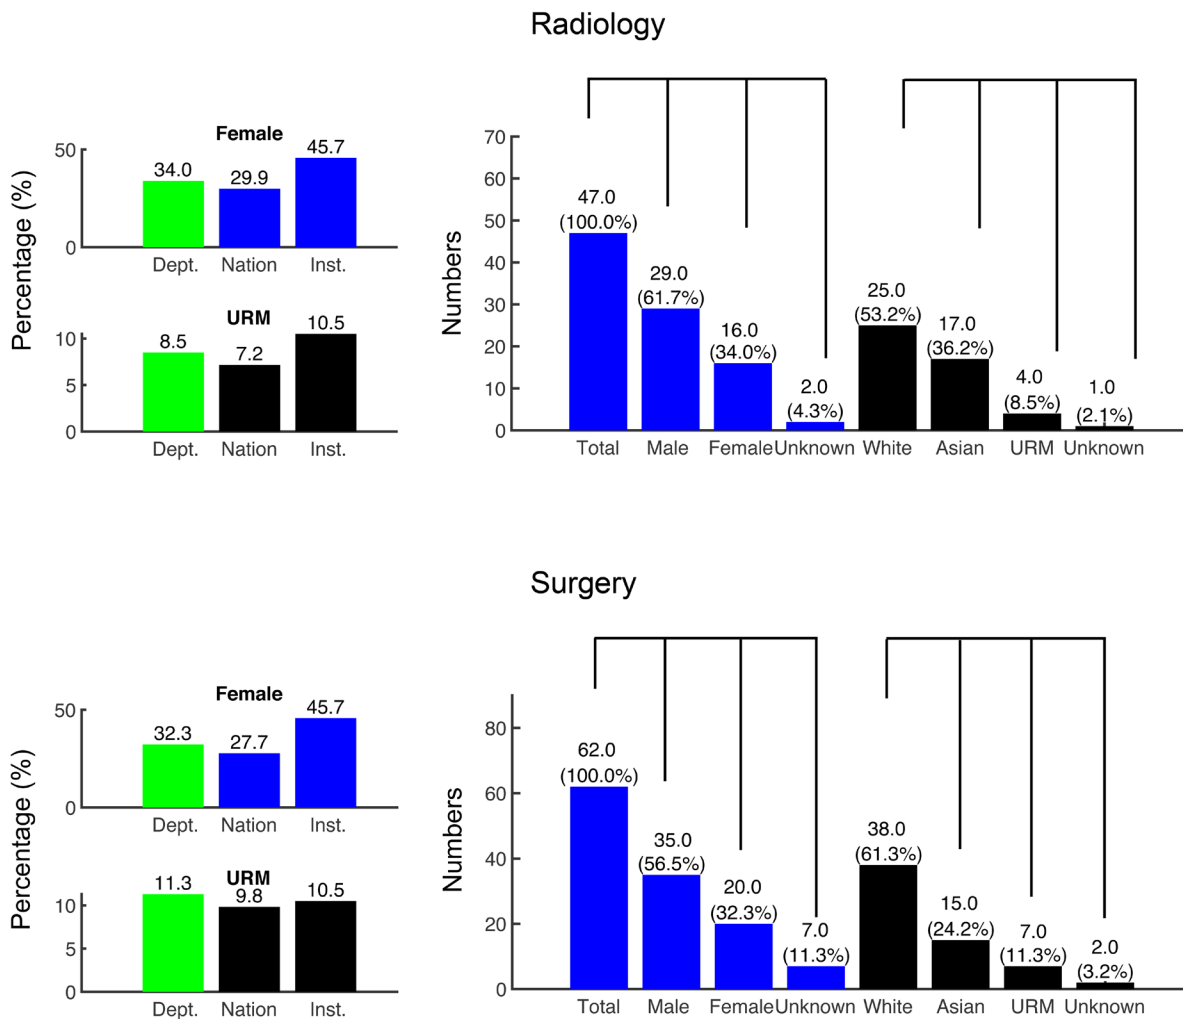 Radiology
Percentage (%)
Female
50
0
34.0
29.9
45.7
Dept.
Nation
Inst.
URM
10
5
0
8.5
7.2
10.5
Dept.
Nation
Inst.
Numbers
70
60
50
40
30
20
10
0
47.0
(100.0%)
29.0
(61.7%)
16.0
(34.0%)
2.0
(4.3%)
25.0
(53.2%)
17.0
(36.2%)
4.0
(8.5%)
1.0
(2.1%)
Total
Male
Female
Unknown
White
Asian
URM
Unknown
Surgery
Percentage (%)
Female
50
0
32.3
27.7
45.7
Dept.
Nation
Inst.
URM
10
5
0
11.3
9.8
10.5
Dept.
Nation
Inst.
Numbers
80
60
40
20
0
62.0
(100.0%)
35.0
(56.5%)
20.0
(32.3%)
7.0
(11.3%)
38.0
(61.3%)
15.0
(24.2%)
7.0
(11.3%)
2.0
(3.2%)
Total
Male
Female
Unknown
White
Asian
URM
Unknown